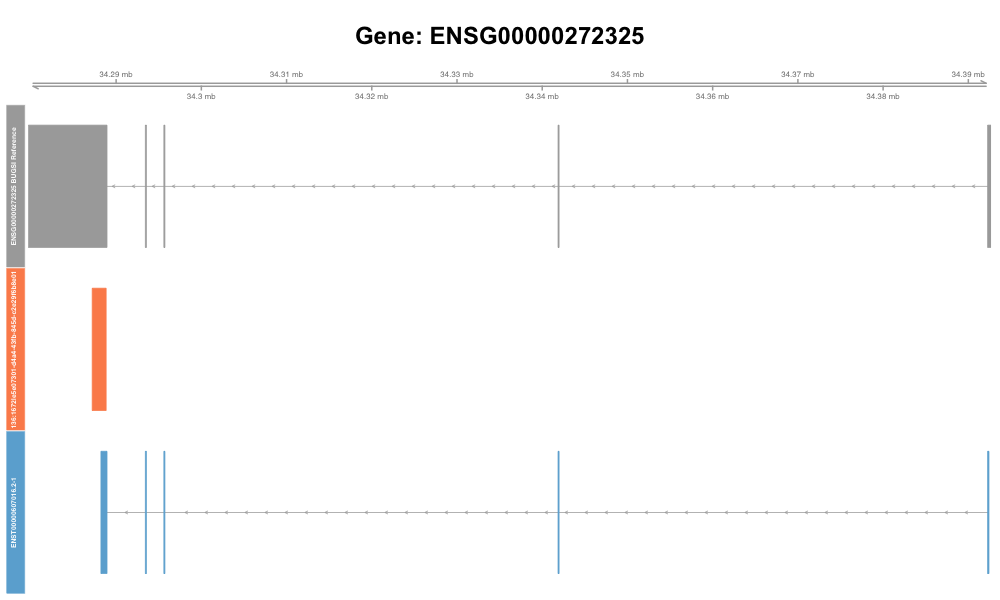 Gene: ENSG00000272325
34.29 mb
34.31 mb
34.33 mb
34.35 mb
34.37 mb
34.39 mb
34.3 mb
34.32 mb
34.34 mb
34.36 mb
34.38 mb
ENSG00000272325 BUGSI Reference
ENST00000607016.2-1